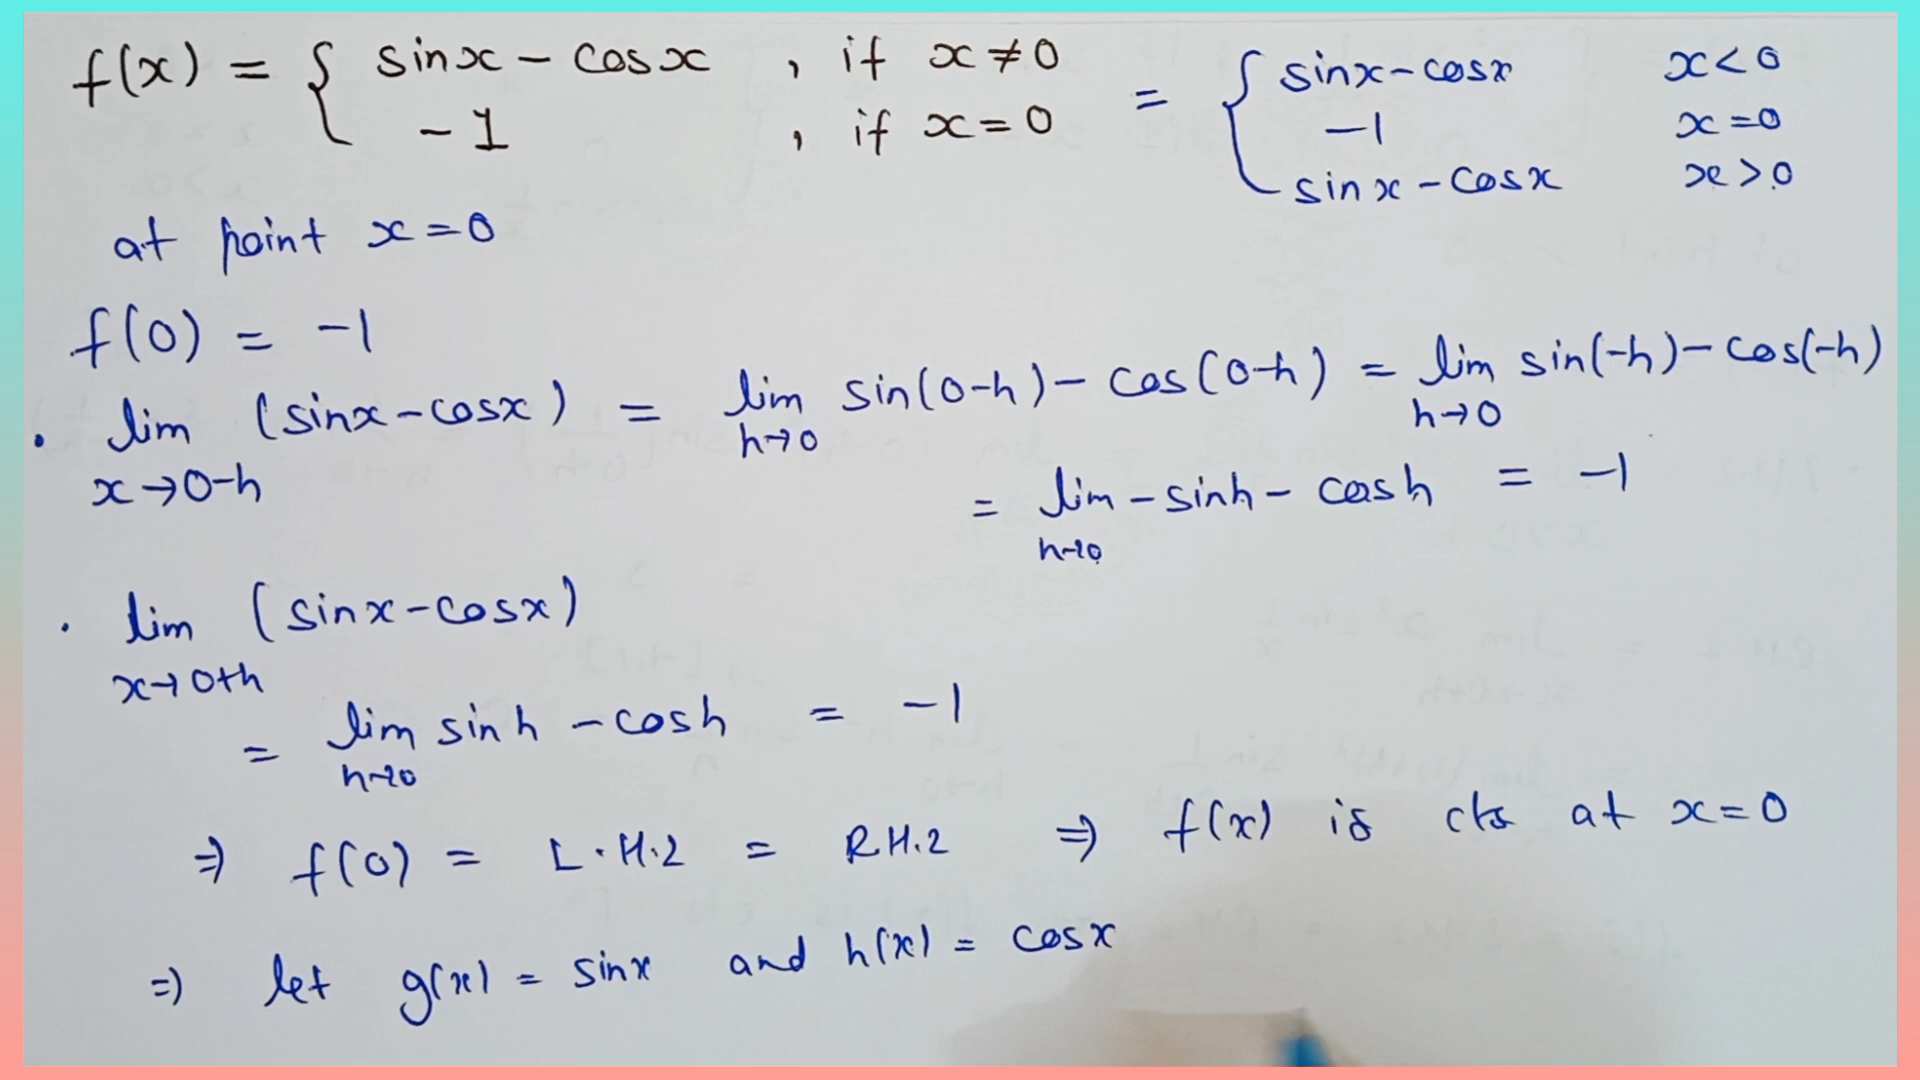 f(x) = { sinx - cosx , if x ≠ 0 = { sinx - cosx x < 0
-1 , if x = 0 -1 x = 0
sinx - cosx x > 0
at point x = 0
f(0) = -1
• lim (sinx - cosx) = lim sin(0-h) - cos(0-h) = lim sin(-h) - cos(-h)
x→0-h h→0 h→0
= lim - sinh - cosh = -1
h→0
• lim (sinx - cosx)
x→0+h
= lim sinh - cosh = -1
h→0
⇒ f(0) = L.H.L = R.H.L ⇒ f(x) is cts at x = 0
⇒ let g(x) = sinx and h(x) = cosx